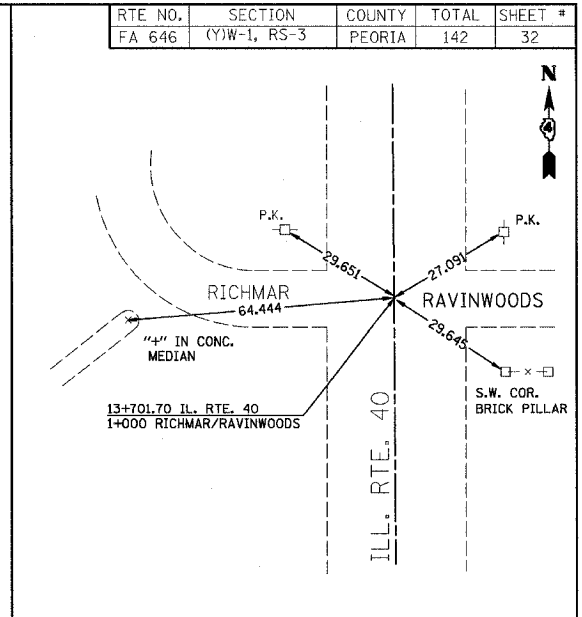 RTE NO. SECTION COUNTY TOTAL SHEET #
FA 646 (Y)W-1, RS-3 PEORIA 142 32
N
4
P.K.
P.K.
29.651
27.091
RICHMAR
RAVINWOODS
64.444
29.645
"+" IN CONC.
MEDIAN
S.W. COR.
BRICK PILLAR
13+701.70 IL. RTE. 40
1+000 RICHMAR/RAVINWOODS
ILL. RTE. 40